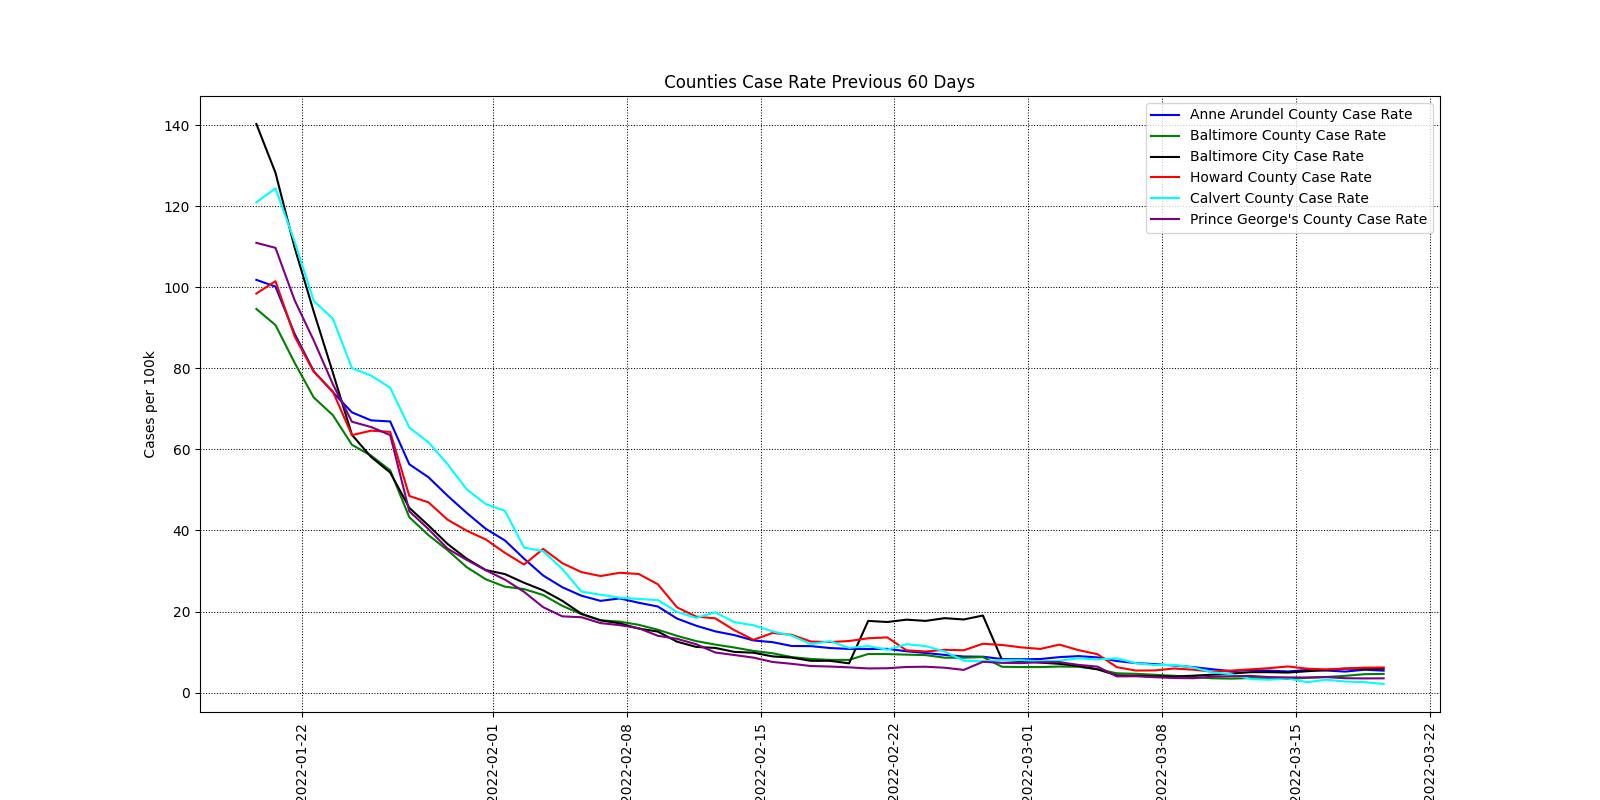 Counties Case Rate Previous 60 Days
Cases per 100k
140
120
100
80
60
40
20
0
Anne Arundel County Case Rate
Baltimore County Case Rate
Baltimore City Case Rate
Howard County Case Rate
Calvert County Case Rate
Prince George's County Case Rate
2022-01-22
2022-02-01
2022-02-08
2022-02-15
2022-02-22
2022-03-01
2022-03-08
2022-03-15
2022-03-22